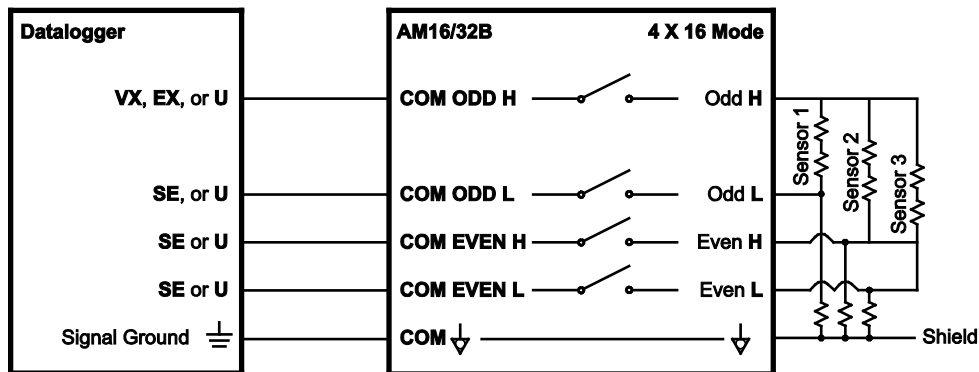 Datalogger
AM16/32B 4 X 16 Mode
VX, EX, or U COM ODD H Odd H
SE, or U COM ODD L Odd L
SE or U COM EVEN H Even H
SE or U COM EVEN L Even L
Signal Ground COM Shield
Sensor 1
Sensor 2
Sensor 3